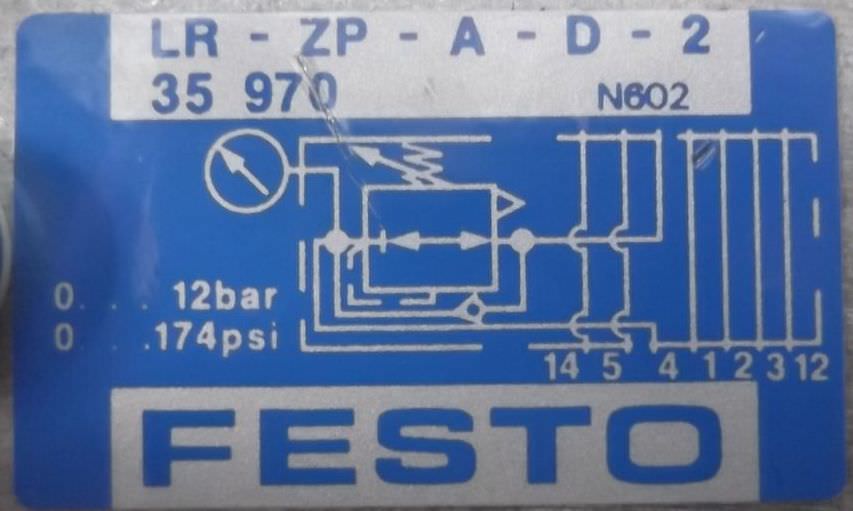 LR - ZP - A - D - 2
35 970 N602
0. . . . 12bar
0 . . .174psi
14 5 4 1 2 3 12
FESTO